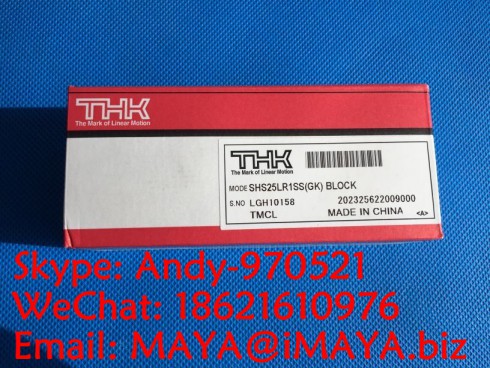 THK
The Mark of Linear Motion
THK
The Mark of Linear Motion
MODE SHS25LR1SS(GK) BLOCK
S.NO LGH10158 202325622009000
TMCL MADE IN CHINA <A>
Skype: Andy-970521
WeChat: 18621610976
Email: MAYA@iMAYA.biz